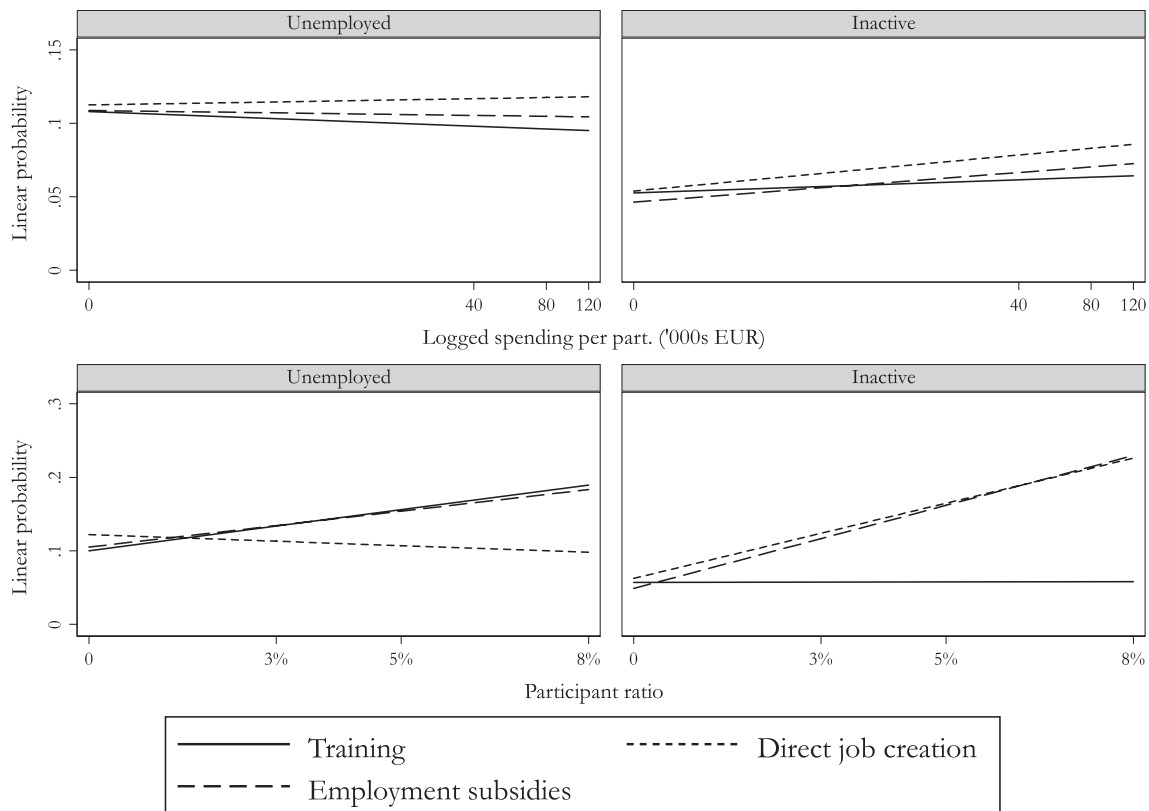 Unemployed
Inactive
Linear probability
.15
.1
.05
0
0 40 80 120
0 40 80 120
Logged spending per part. ('000s EUR)
Unemployed
Inactive
Linear probability
.3
.2
.1
0
0 3% 5% 8%
0 3% 5% 8%
Participant ratio
Training
Direct job creation
Employment subsidies